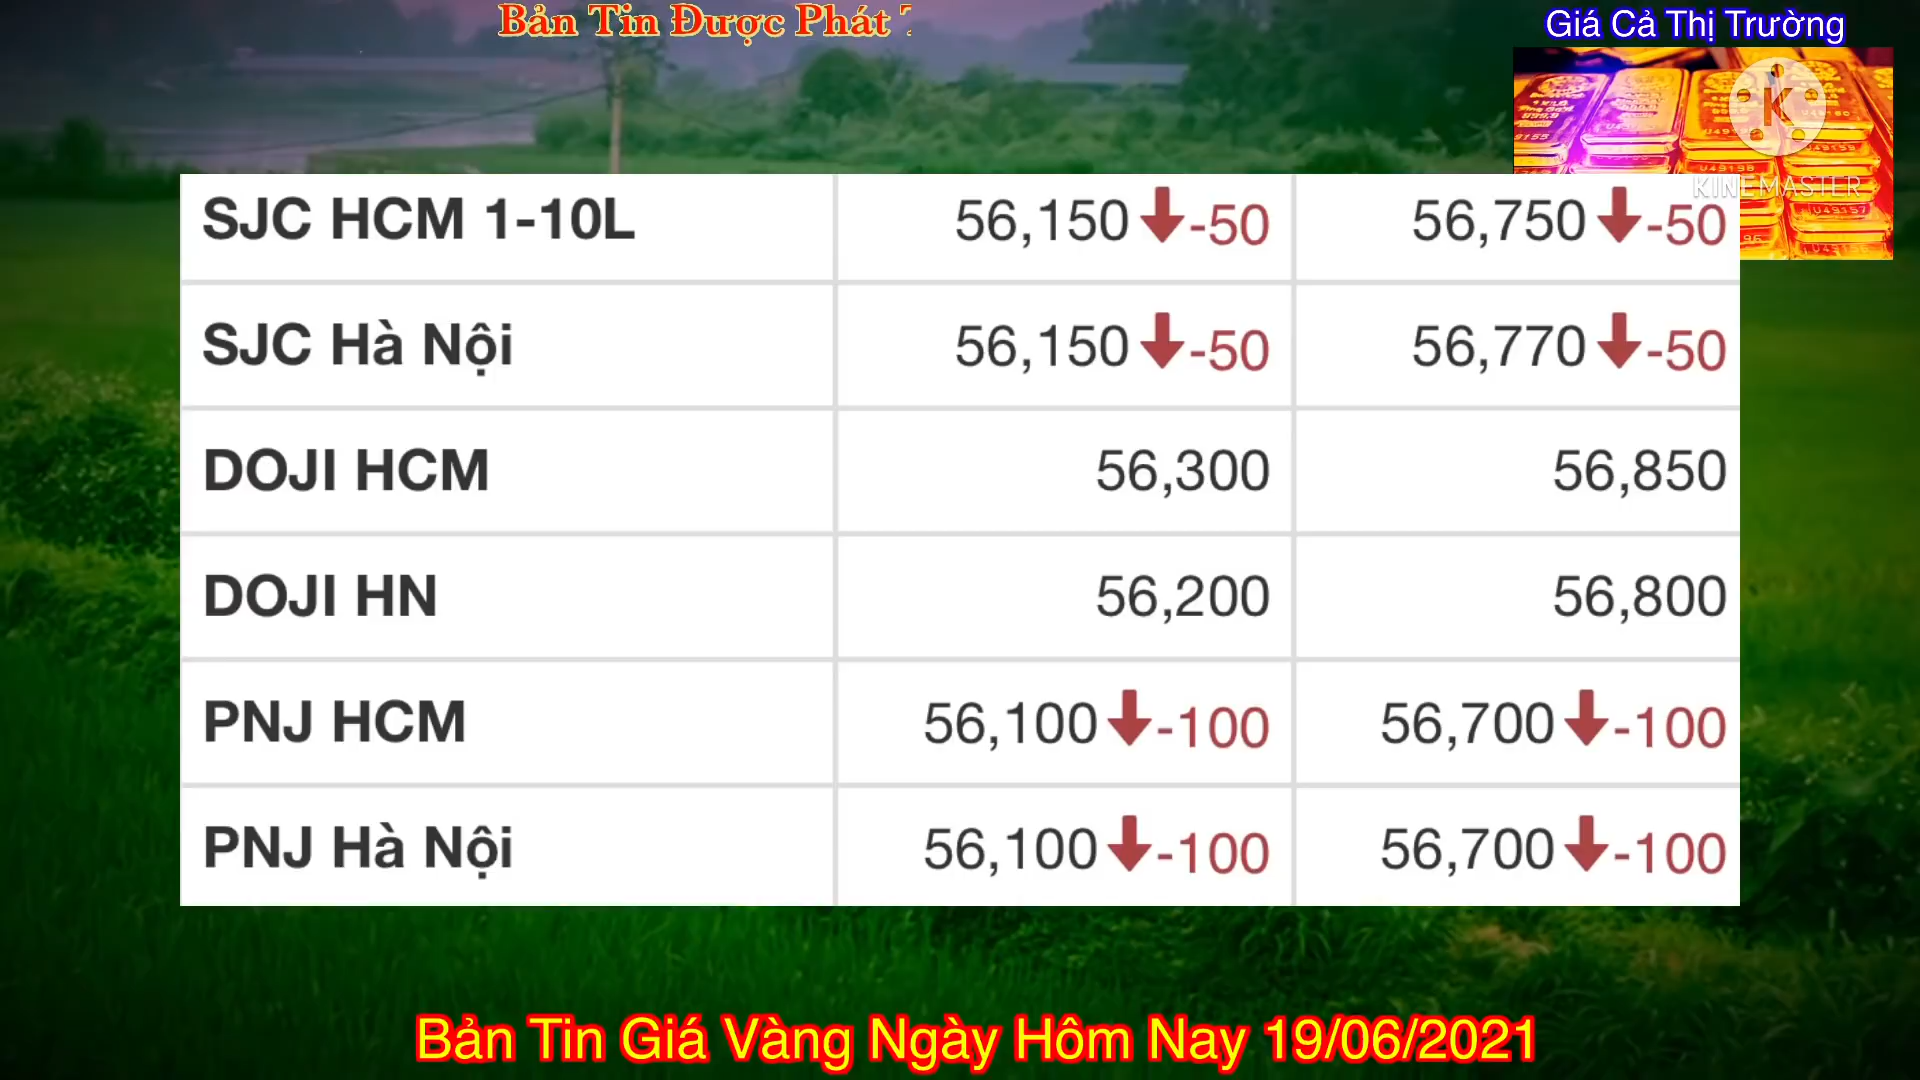 Bản Tin Được Phát
Giá Cả Thị Trường
KINEMASTER
SJC HCM 1-10L 56,150 -50 56,750 -50
SJC Hà Nội 56,150 -50 56,770 -50
DOJI HCM 56,300 56,850
DOJI HN 56,200 56,800
PNJ HCM 56,100 -100 56,700 -100
PNJ Hà Nội 56,100 -100 56,700 -100
Bản Tin Giá Vàng Ngày Hôm Nay 19/06/2021